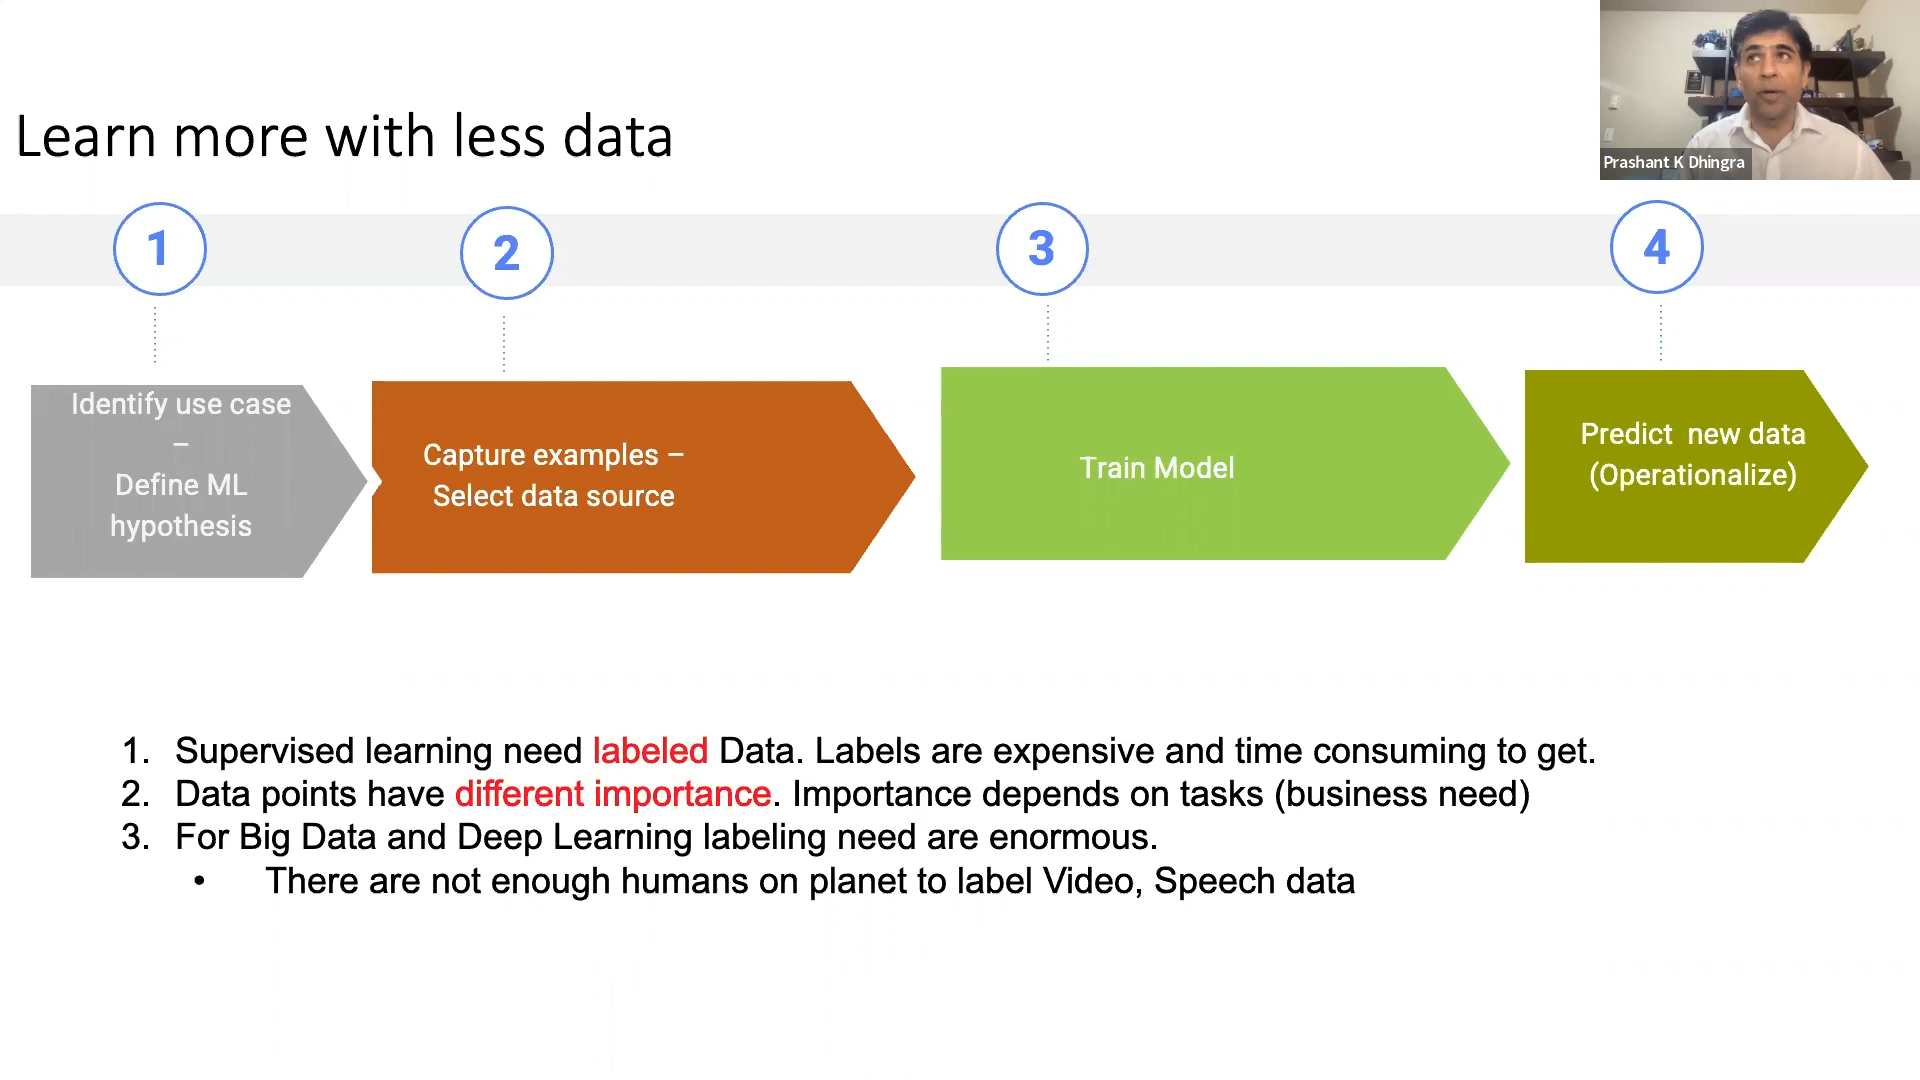 Prashant K Dhingra
Learn more with less data
1
2
3
4
Identify use case
–
Define ML
hypothesis
Capture examples –
Select data source
Train Model
Predict  new data
(Operationalize)
1. Supervised learning need labeled Data. Labels are expensive and time consuming to get.
2. Data points have different importance. Importance depends on tasks (business need)
3. For Big Data and Deep Learning labeling need are enormous.
• There are not enough humans on planet to label Video, Speech data